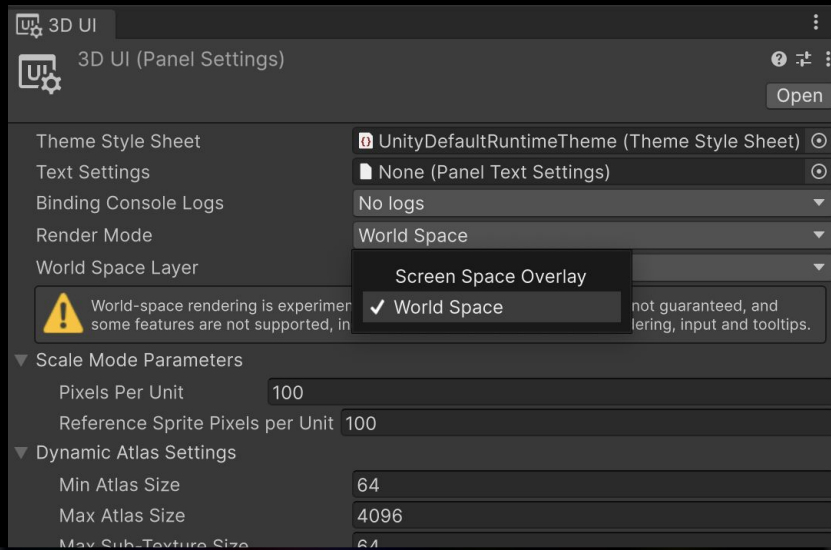 3D UI
3D UI (Panel Settings)
Open
Theme Style Sheet UnityDefaultRuntimeTheme (Theme Style Sheet)
Text Settings None (Panel Text Settings)
Binding Console Logs No logs
Render Mode World Space
World Space Layer
Screen Space Overlay
World Space
World-space rendering is not guaranteed, and
some features are not supported, input and tooltips.
Scale Mode Parameters
Pixels Per Unit 100
Reference Sprite Pixels per Unit 100
Dynamic Atlas Settings
Min Atlas Size 64
Max Atlas Size 4096
Max Sub-Texture Size 64